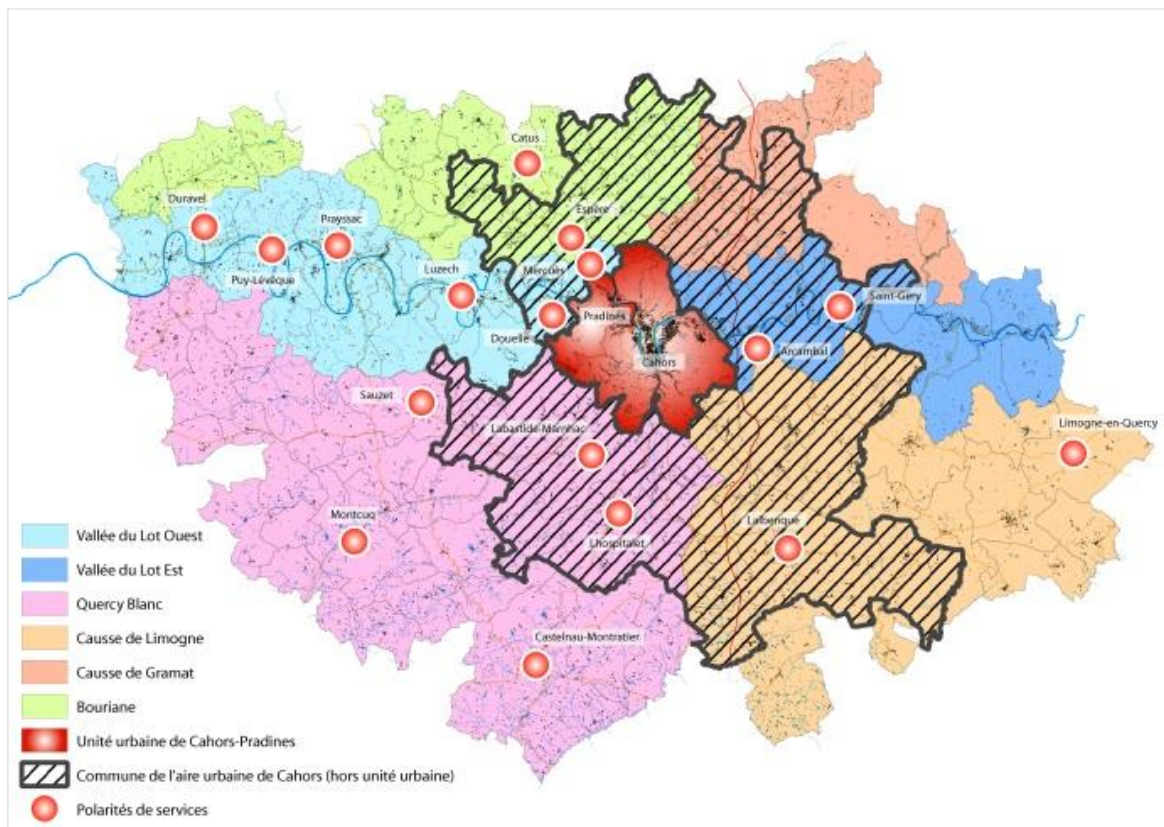 Catus
Duravel
Espère
Prayssac
Mercuès
Luzech
Saint-Géry
Puy-Lévêque
Pradines
Douelle
Arcambal
Cahors
Sauzet
Limogne-en-Quercy
Labastide-Marnhac
Montcuq
Lalbenque
Lhospitalet
Castelnau-Montratier
Vallée du Lot Ouest
Vallée du Lot Est
Quercy Blanc
Causse de Limogne
Causse de Gramat
Bouriane
Unité urbaine de Cahors-Pradines
Commune de l'aire urbaine de Cahors (hors unité urbaine)
Polarités de services